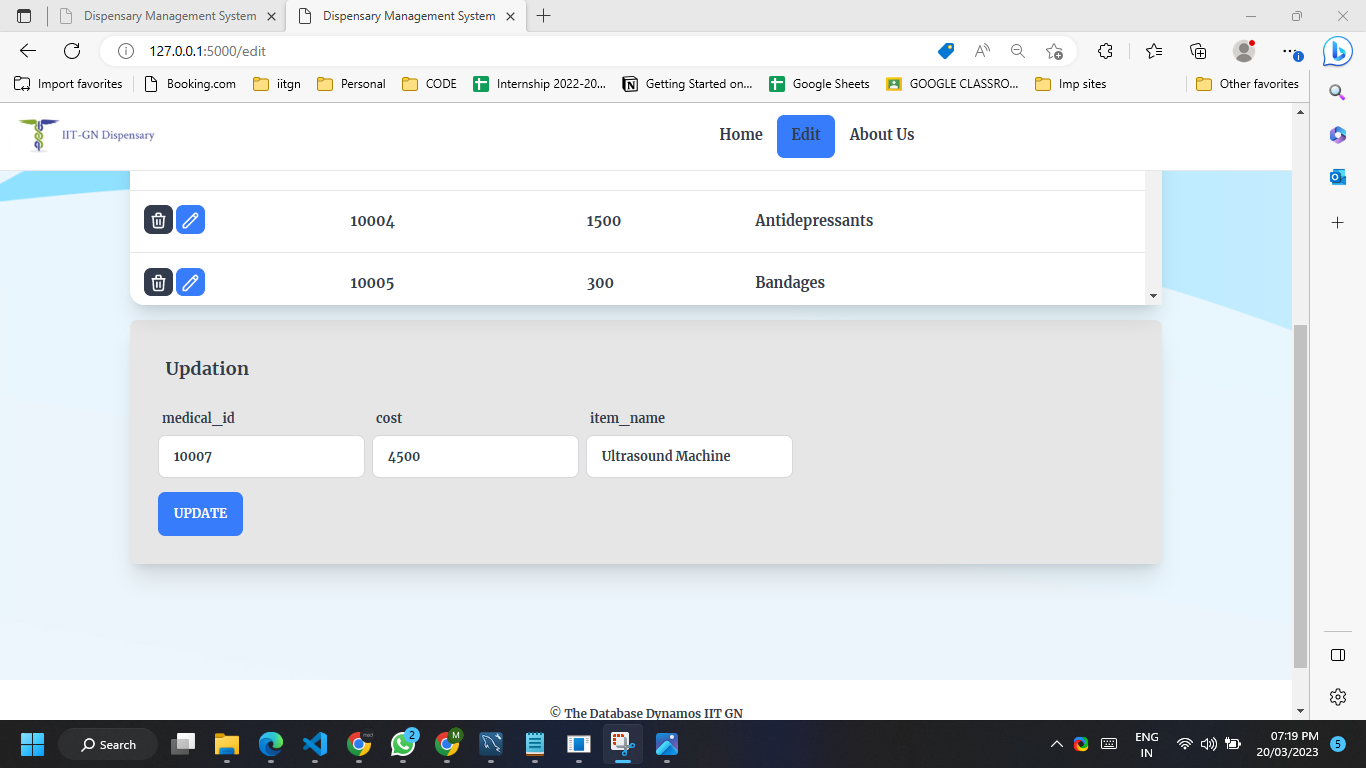 Dispensary Management System
Dispensary Management System
127.0.0.1:5000/edit
Import favorites
Booking.com
iitgn
Personal
CODE
Internship 2022-20...
Getting Started on...
Google Sheets
GOOGLE CLASSRO...
Imp sites
Other favorites
IIT-GN Dispensary
Home
Edit
About Us
10004 1500 Antidepressants
10005 300 Bandages
Updation
medical_id cost item_name
10007 4500 Ultrasound Machine
UPDATE
© The Database Dynamos IIT GN
Search
2
M
ENG
IN
07:19 PM
20/03/2023
5